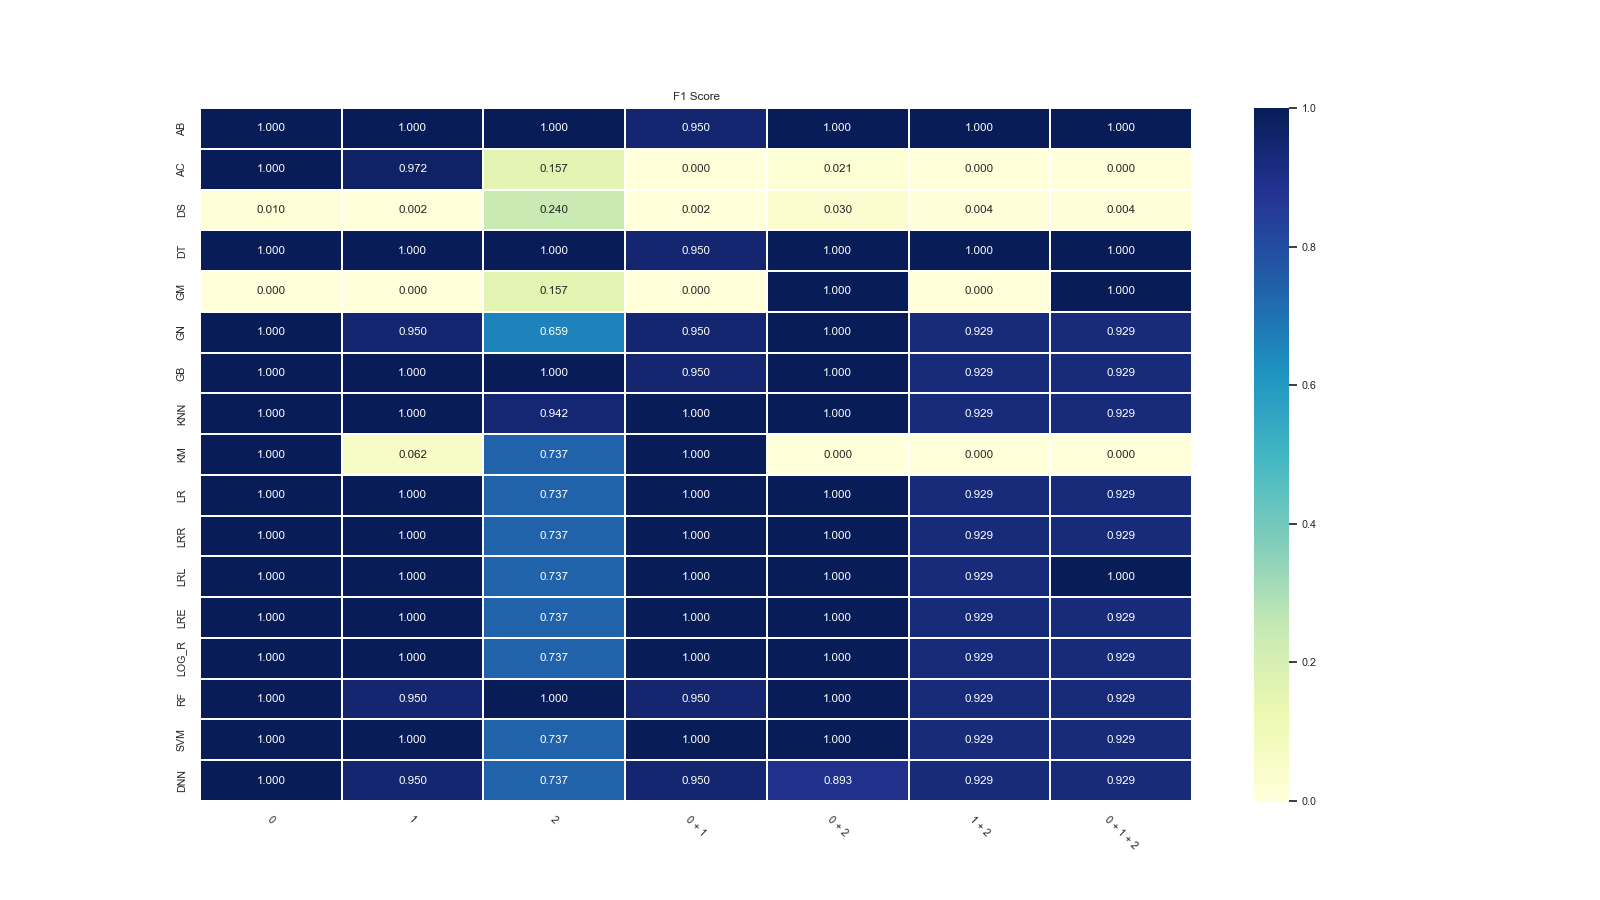 F1 Score
AB 1.000 1.000 1.000 0.950 1.000 1.000 1.000
AC 1.000 0.972 0.157 0.000 0.021 0.000 0.000
DS 0.010 0.002 0.240 0.002 0.030 0.004 0.004
DT 1.000 1.000 1.000 0.950 1.000 1.000 1.000
GM 0.000 0.000 0.157 0.000 1.000 0.000 1.000
GN 1.000 0.950 0.659 0.950 1.000 0.929 0.929
GB 1.000 1.000 1.000 0.950 1.000 0.929 0.929
KNN 1.000 1.000 0.942 1.000 1.000 0.929 0.929
KM 1.000 0.062 0.737 1.000 0.000 0.000 0.000
LR 1.000 1.000 0.737 1.000 1.000 0.929 0.929
LRR 1.000 1.000 0.737 1.000 1.000 0.929 0.929
LRL 1.000 1.000 0.737 1.000 1.000 0.929 1.000
LRE 1.000 1.000 0.737 1.000 1.000 0.929 0.929
LOG_R 1.000 1.000 0.737 1.000 1.000 0.929 0.929
RF 1.000 0.950 1.000 0.950 1.000 0.929 0.929
SVM 1.000 1.000 0.737 1.000 1.000 0.929 0.929
DNN 1.000 0.950 0.737 0.950 0.893 0.929 0.929
0 1 2 0 + 1 0 + 2 1 + 2 0 + 1 + 2
1.0
0.8
0.6
0.4
0.2
0.0